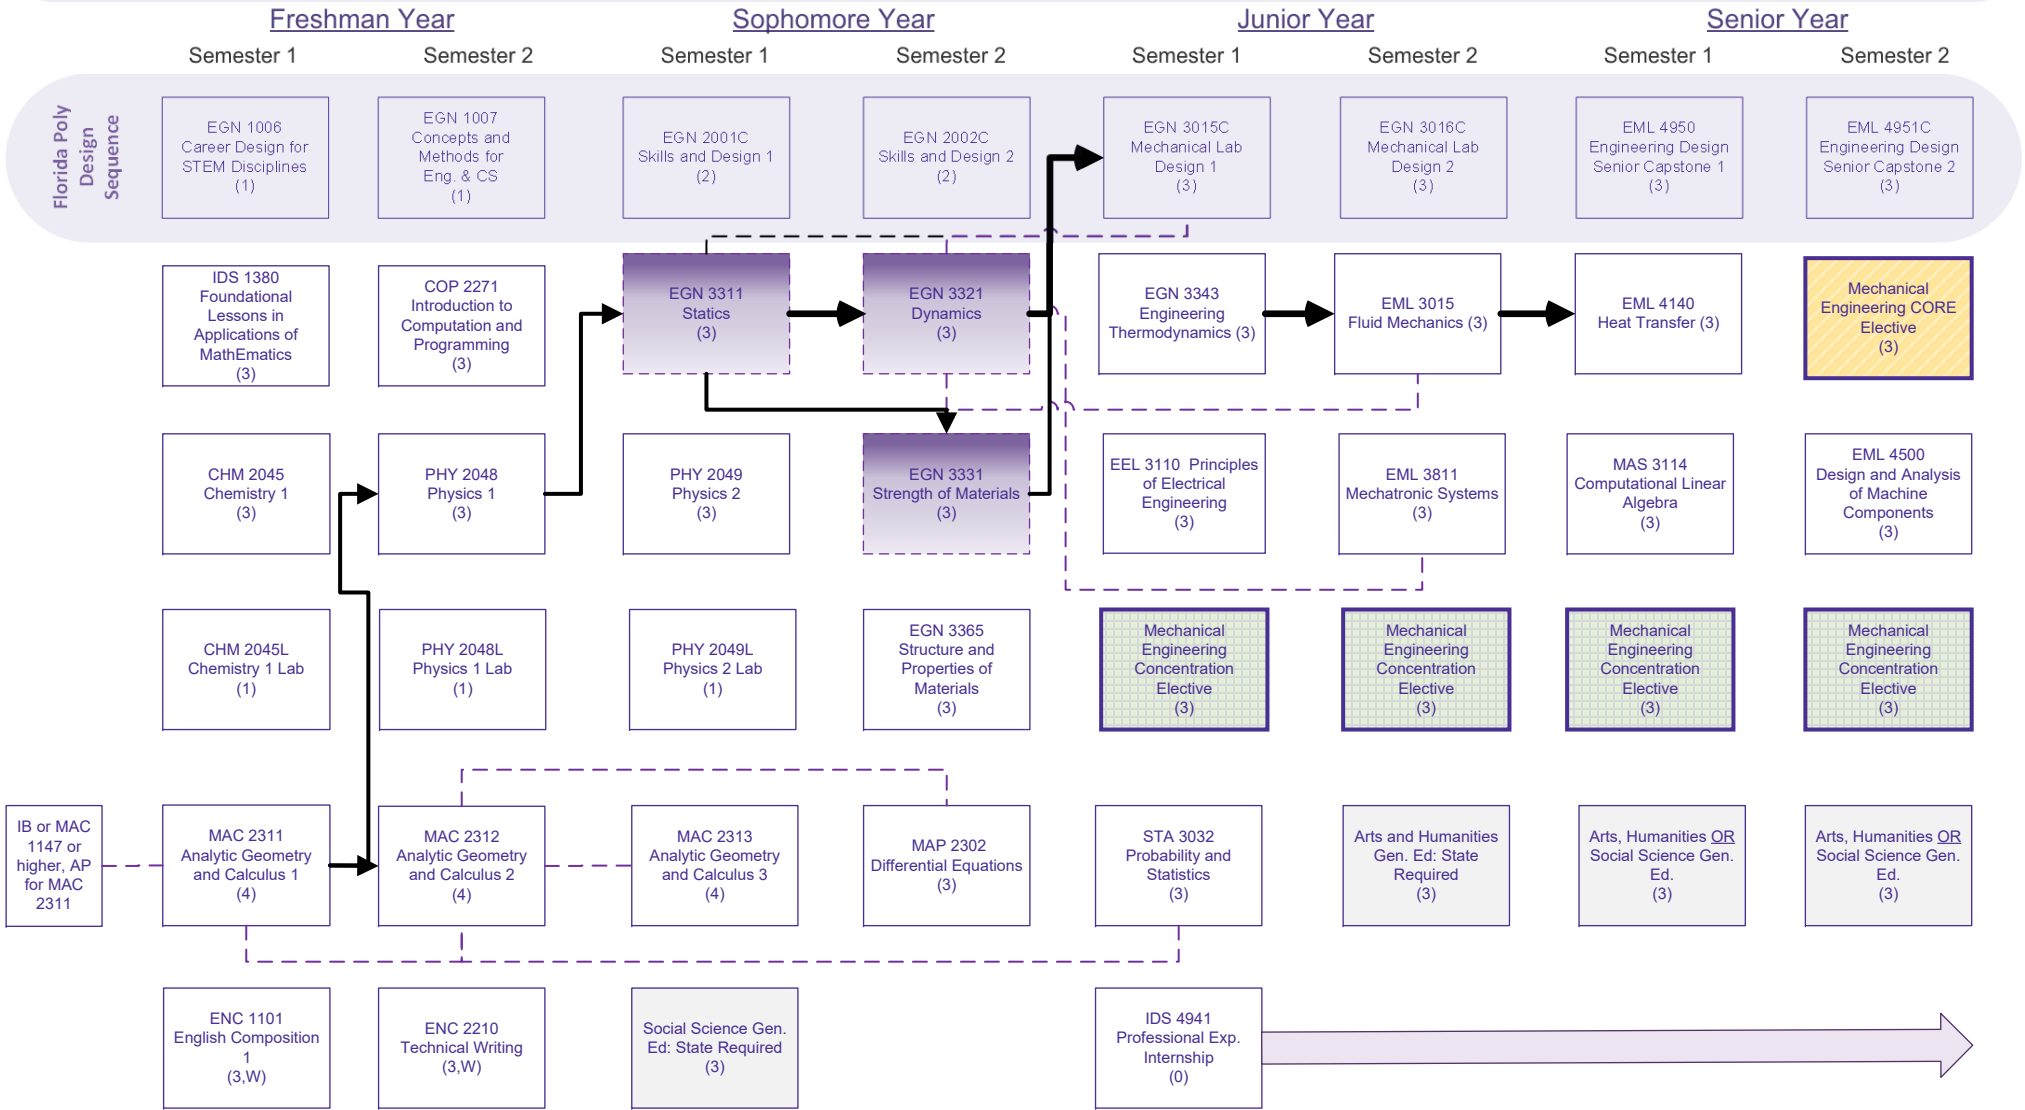 Freshman Year
Sophomore Year
Junior Year
Senior Year
Semester 1
Semester 2
Semester 1
Semester 2
Semester 1
Semester 2
Semester 1
Semester 2
Florida Poly
Design
Sequence
EGN 1006
Career Design for
STEM Disciplines
(1)
EGN 1007
Concepts and
Methods for
Eng. & CS
(1)
EGN 2001C
Skills and Design 1
(2)
EGN 2002C
Skills and Design 2
(2)
EGN 3015C
Mechanical Lab
Design 1
(3)
EGN 3016C
Mechanical Lab
Design 2
(3)
EML 4950
Engineering Design
Senior Capstone 1
(3)
EML 4951C
Engineering Design
Senior Capstone 2
(3)
IDS 1380
Foundational
Lessons in
Applications of
MathEmatics
(3)
COP 2271
Introduction to
Computation and
Programming
(3)
EGN 3311
Statics
(3)
EGN 3321
Dynamics
(3)
EGN 3343
Engineering
Thermodynamics (3)
EML 3015
Fluid Mechanics (3)
EML 4140
Heat Transfer (3)
Mechanical
Engineering CORE
Elective
(3)
CHM 2045
Chemistry 1
(3)
PHY 2048
Physics 1
(3)
PHY 2049
Physics 2
(3)
EGN 3331
Strength of Materials
(3)
EEL 3110 Principles
of Electrical
Engineering
(3)
EML 3811
Mechatronic Systems
(3)
MAS 3114
Computational Linear
Algebra
(3)
EML 4500
Design and Analysis
of Machine
Components
(3)
CHM 2045L
Chemistry 1 Lab
(1)
PHY 2048L
Physics 1 Lab
(1)
PHY 2049L
Physics 2 Lab
(1)
EGN 3365
Structure and
Properties of
Materials
(3)
Mechanical
Engineering
Concentration
Elective
(3)
Mechanical
Engineering
Concentration
Elective
(3)
Mechanical
Engineering
Concentration
Elective
(3)
Mechanical
Engineering
Concentration
Elective
(3)
IB or MAC
1147 or
higher, AP
for MAC
2311
MAC 2311
Analytic Geometry
and Calculus 1
(4)
MAC 2312
Analytic Geometry
and Calculus 2
(4)
MAC 2313
Analytic Geometry
and Calculus 3
(4)
MAP 2302
Differential Equations
(3)
STA 3032
Probability and
Statistics
(3)
Arts and Humanities
Gen. Ed: State
Required
(3)
Arts, Humanities OR
Social Science Gen.
Ed.
(3)
Arts, Humanities OR
Social Science Gen.
Ed.
(3)
ENC 1101
English Composition
1
(3,W)
ENC 2210
Technical Writing
(3,W)
Social Science Gen.
Ed: State Required
(3)
IDS 4941
Professional Exp.
Internship
(0)